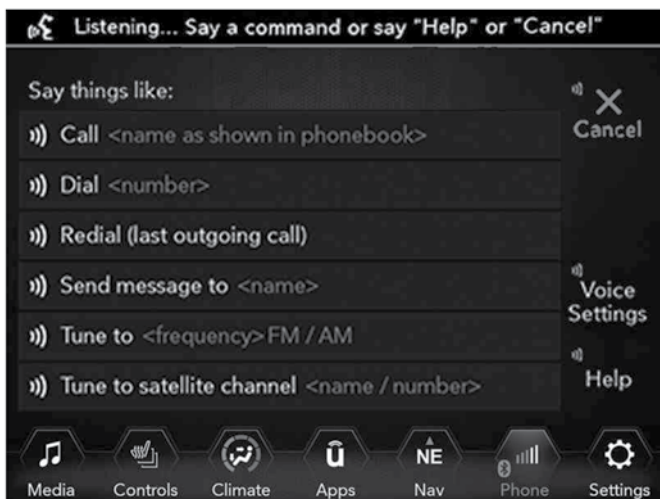 Listening... Say a command or say "Help" or "Cancel"
Say things like:
Cancel
Call <name as shown in phonebook>
Dial <number>
Redial (last outgoing call)
Send message to <name>
Voice
Settings
Tune to <frequency> FM / AM
Help
Tune to satellite channel <name / number>
û NE
Media Controls Climate Apps Nav Phone Settings